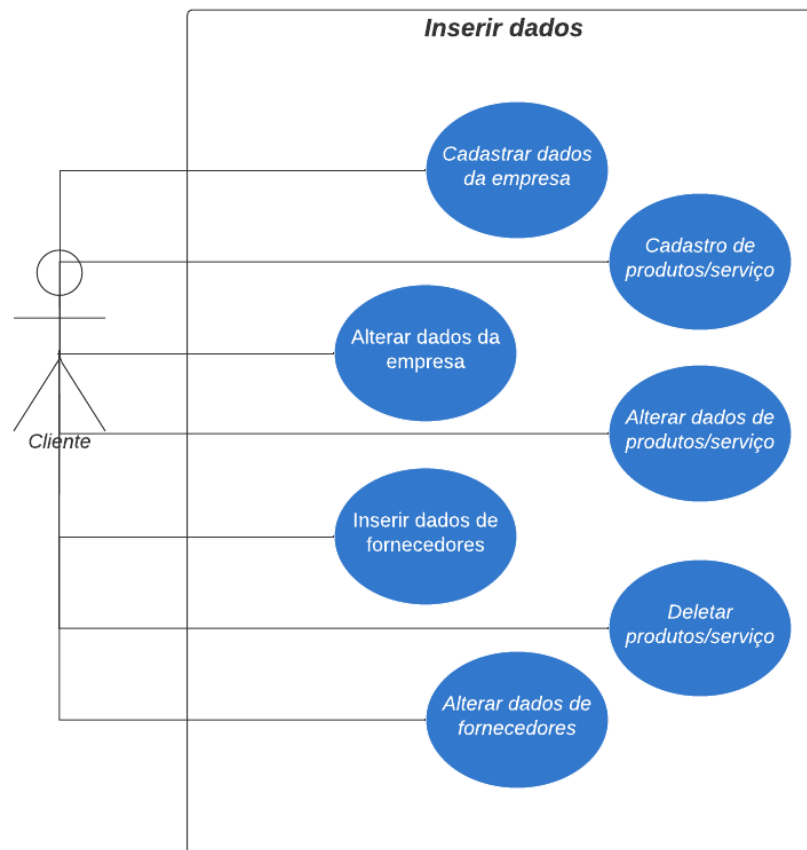 Inserir dados
Cadastrar dados
da empresa
Cadastro de
produtos/serviço
Alterar dados da
empresa
Alterar dados de
produtos/serviço
Cliente
Inserir dados de
fornecedores
Deletar
produtos/serviço
Alterar dados de
fornecedores